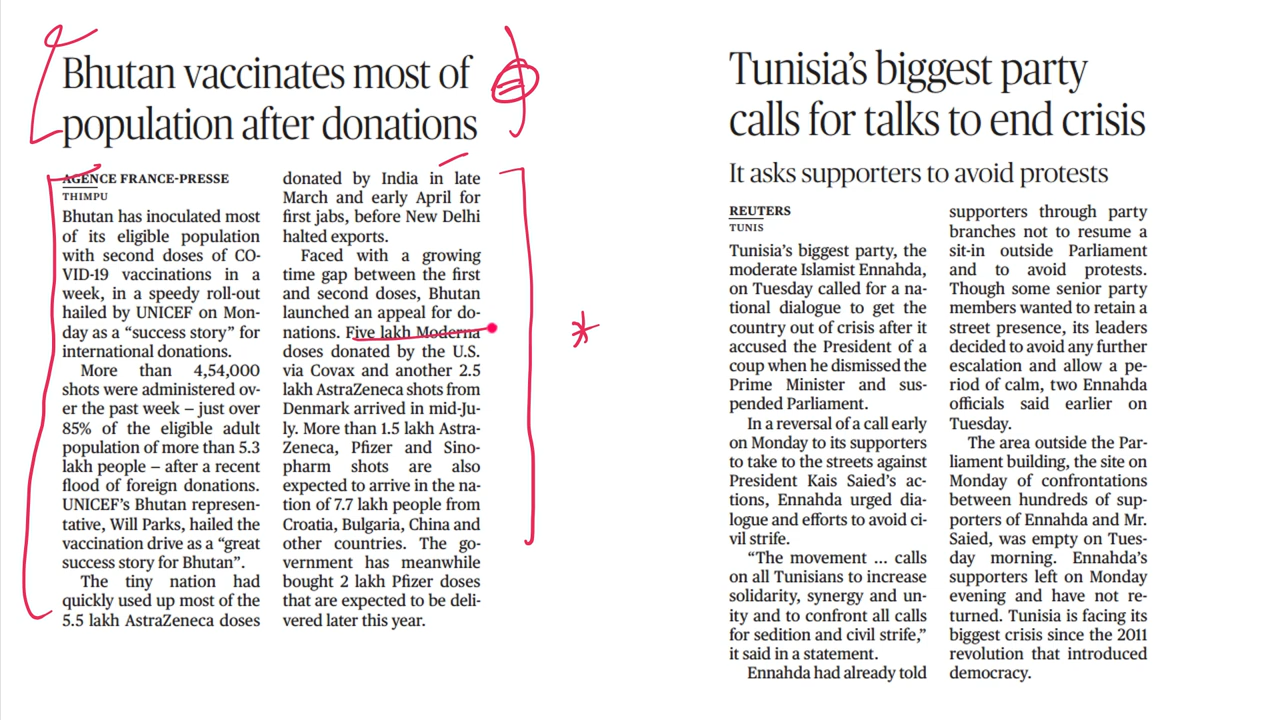 Bhutan vaccinates most of
population after donations
AGENCE FRANCE-PRESSE
THIMPU
Bhutan has inoculated most
of its eligible population
with second doses of CO-
VID-19 vaccinations in a
week, in a speedy roll-out
hailed by UNICEF on Mon-
day as a “success story” for
international donations.
More than 4,54,000
shots were administered ov-
er the past week – just over
85% of the eligible adult
population of more than 5.3
lakh people – after a recent
flood of foreign donations.
UNICEF’s Bhutan represen-
tative, Will Parks, hailed the
vaccination drive as a “great
success story for Bhutan”.
The tiny nation had
quickly used up most of the
5.5 lakh AstraZeneca doses
donated by India in late
March and early April for
first jabs, before New Delhi
halted exports.
Faced with a growing
time gap between the first
and second doses, Bhutan
launched an appeal for do-
nations. Five lakh Moderna
doses donated by the U.S.
via Covax and another 2.5
lakh AstraZeneca shots from
Denmark arrived in mid-Ju-
ly. More than 1.5 lakh Astra-
Zeneca, Pfizer and Sino-
pharm shots are also
expected to arrive in the na-
tion of 7.7 lakh people from
Croatia, Bulgaria, China and
other countries. The go-
vernment has meanwhile
bought 2 lakh Pfizer doses
that are expected to be deli-
vered later this year.
Tunisia’s biggest party
calls for talks to end crisis
It asks supporters to avoid protests
REUTERS
TUNIS
Tunisia’s biggest party, the
moderate Islamist Ennahda,
on Tuesday called for a na-
tional dialogue to get the
country out of crisis after it
accused the President of a
coup when he dismissed the
Prime Minister and sus-
pended Parliament.
In a reversal of a call early
on Monday to its supporters
to take to the streets against
President Kais Saied’s ac-
tions, Ennahda urged dia-
logue and efforts to avoid ci-
vil strife.
“The movement ... calls
on all Tunisians to increase
solidarity, synergy and un-
ity and to confront all calls
for sedition and civil strife,”
it said in a statement.
Ennahda had already told
supporters through party
branches not to resume a
sit-in outside Parliament
and to avoid protests.
Though some senior party
members wanted to retain a
street presence, its leaders
decided to avoid any further
escalation and allow a pe-
riod of calm, two Ennahda
officials said earlier on
Tuesday.
The area outside the Par-
liament building, the site on
Monday of confrontations
between hundreds of sup-
porters of Ennahda and Mr.
Saied, was empty on Tues-
day morning. Ennahda’s
supporters left on Monday
evening and have not re-
turned. Tunisia is facing its
biggest crisis since the 2011
revolution that introduced
democracy.